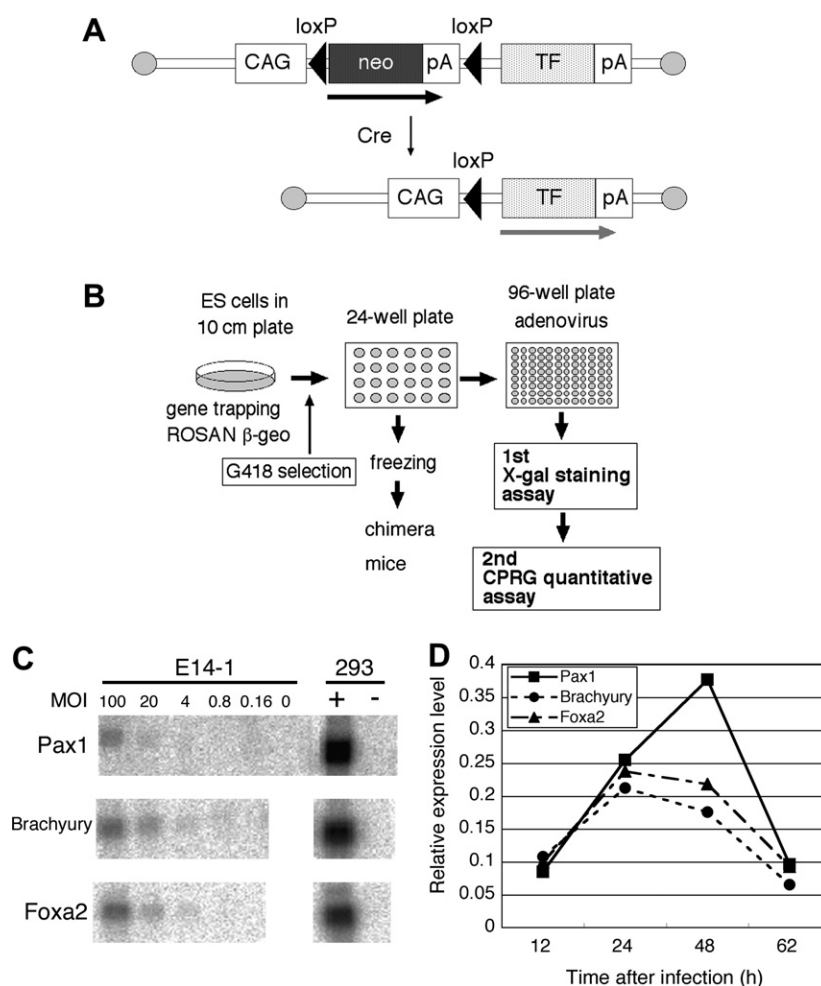 A
loxP loxP
CAG neo pA TF pA
Cre
loxP
CAG TF pA
B
ES cells in
10 cm plate
24-well plate
96-well plate
adenovirus
gene trapping
ROSAN β-geo
G418 selection
freezing
chimera
mice
1st
X-gal staining
assay
2nd
CPRG quantitative
assay
C
E14-1 293
MOI 100 20 4 0.8 0.16 0 + -
Pax1
Brachyury
Foxa2
D
Relative expression level
0.4
0.35
0.3
0.25
0.2
0.15
0.1
0.05
0
Pax1
Brachyury
Foxa2
12 24 48 62
Time after infection (h)